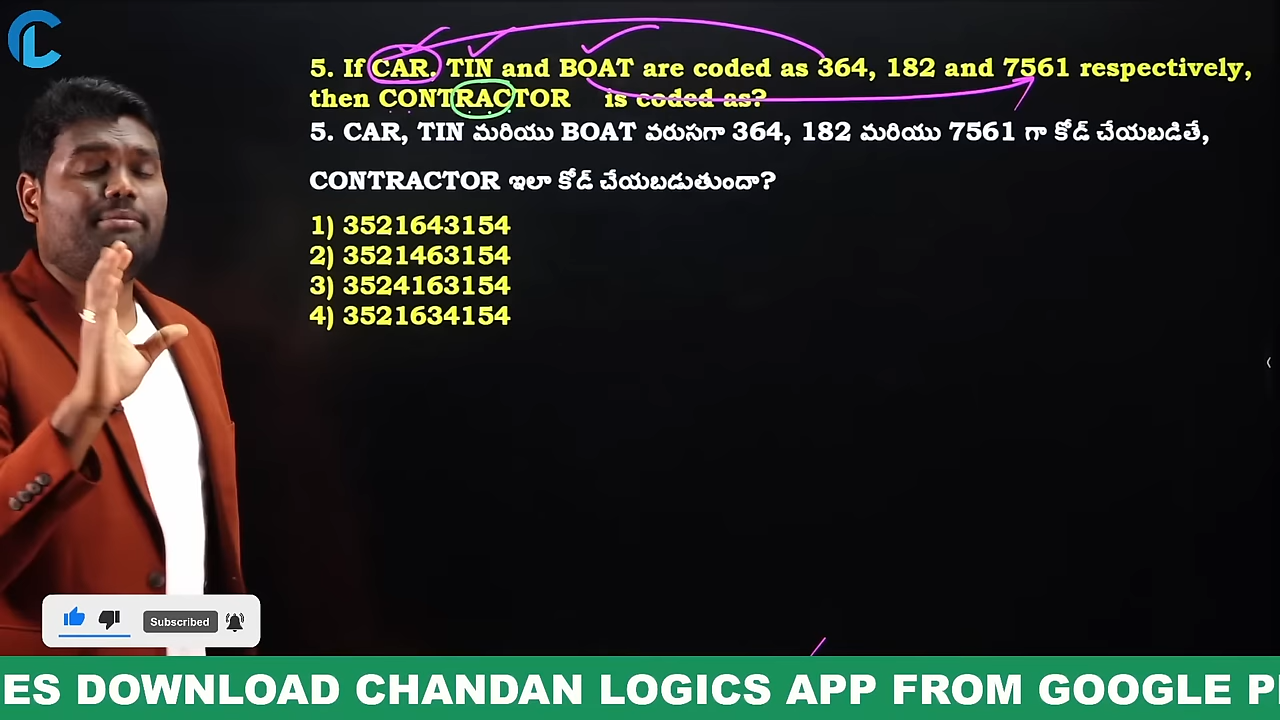 5. If CAR, TIN and BOAT are coded as 364, 182 and 7561 respectively,
then CONTRACTOR is coded as?
5. CAR, TIN మరియు BOAT వరుసగా 364, 182 మరియు 7561 గా కోడ్ చేయబడితే,
CONTRACTOR ఇలా కోడ్ చేయబడుతుందా?
1) 3521643154
2) 3521463154
3) 3524163154
4) 3521634154
Subscribed
ES DOWNLOAD CHANDAN LOGICS APP FROM GOOGLE P